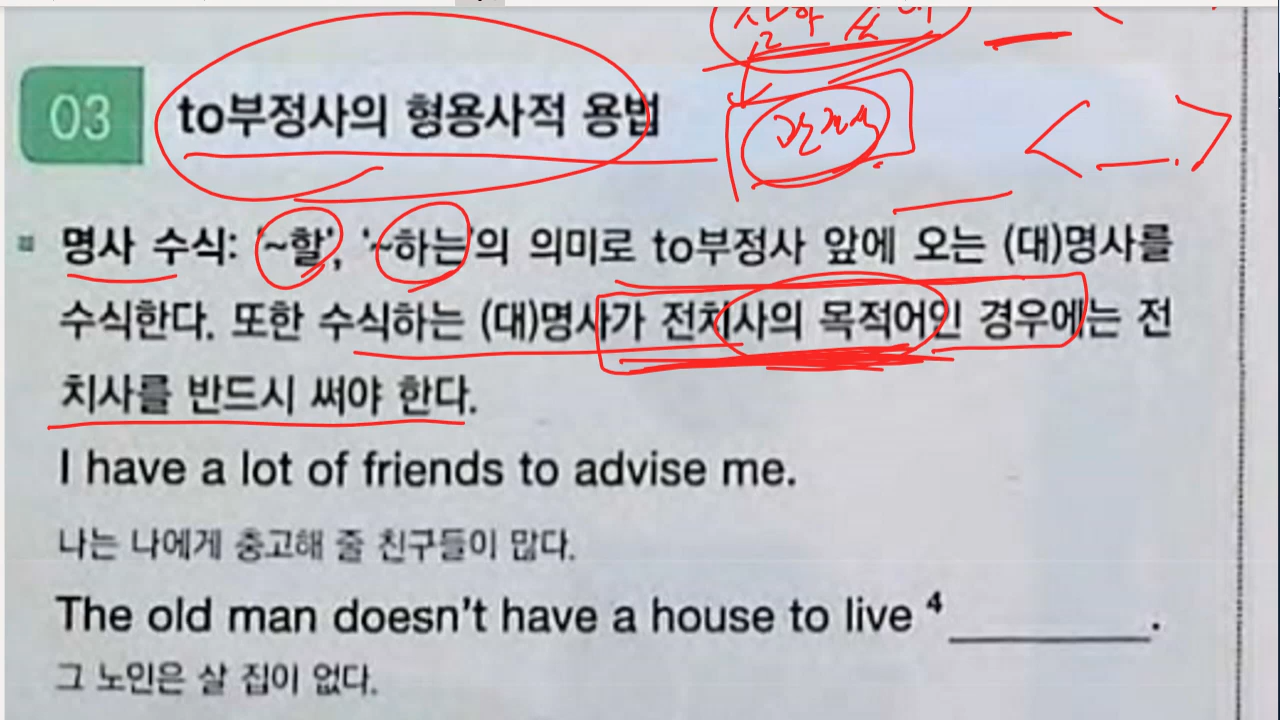 03 to부정사의 형용사적 용법
명사 수식: '~할', '~하는'의 의미로 to부정사 앞에 오는 (대)명사를
수식한다. 또한 수식하는 (대)명사가 전치사의 목적어인 경우에는 전
치사를 반드시 써야 한다.
I have a lot of friends to advise me.
나는 나에게 충고해 줄 친구들이 많다.
The old man doesn't have a house to live 4 ________.
그 노인은 살 집이 없다.